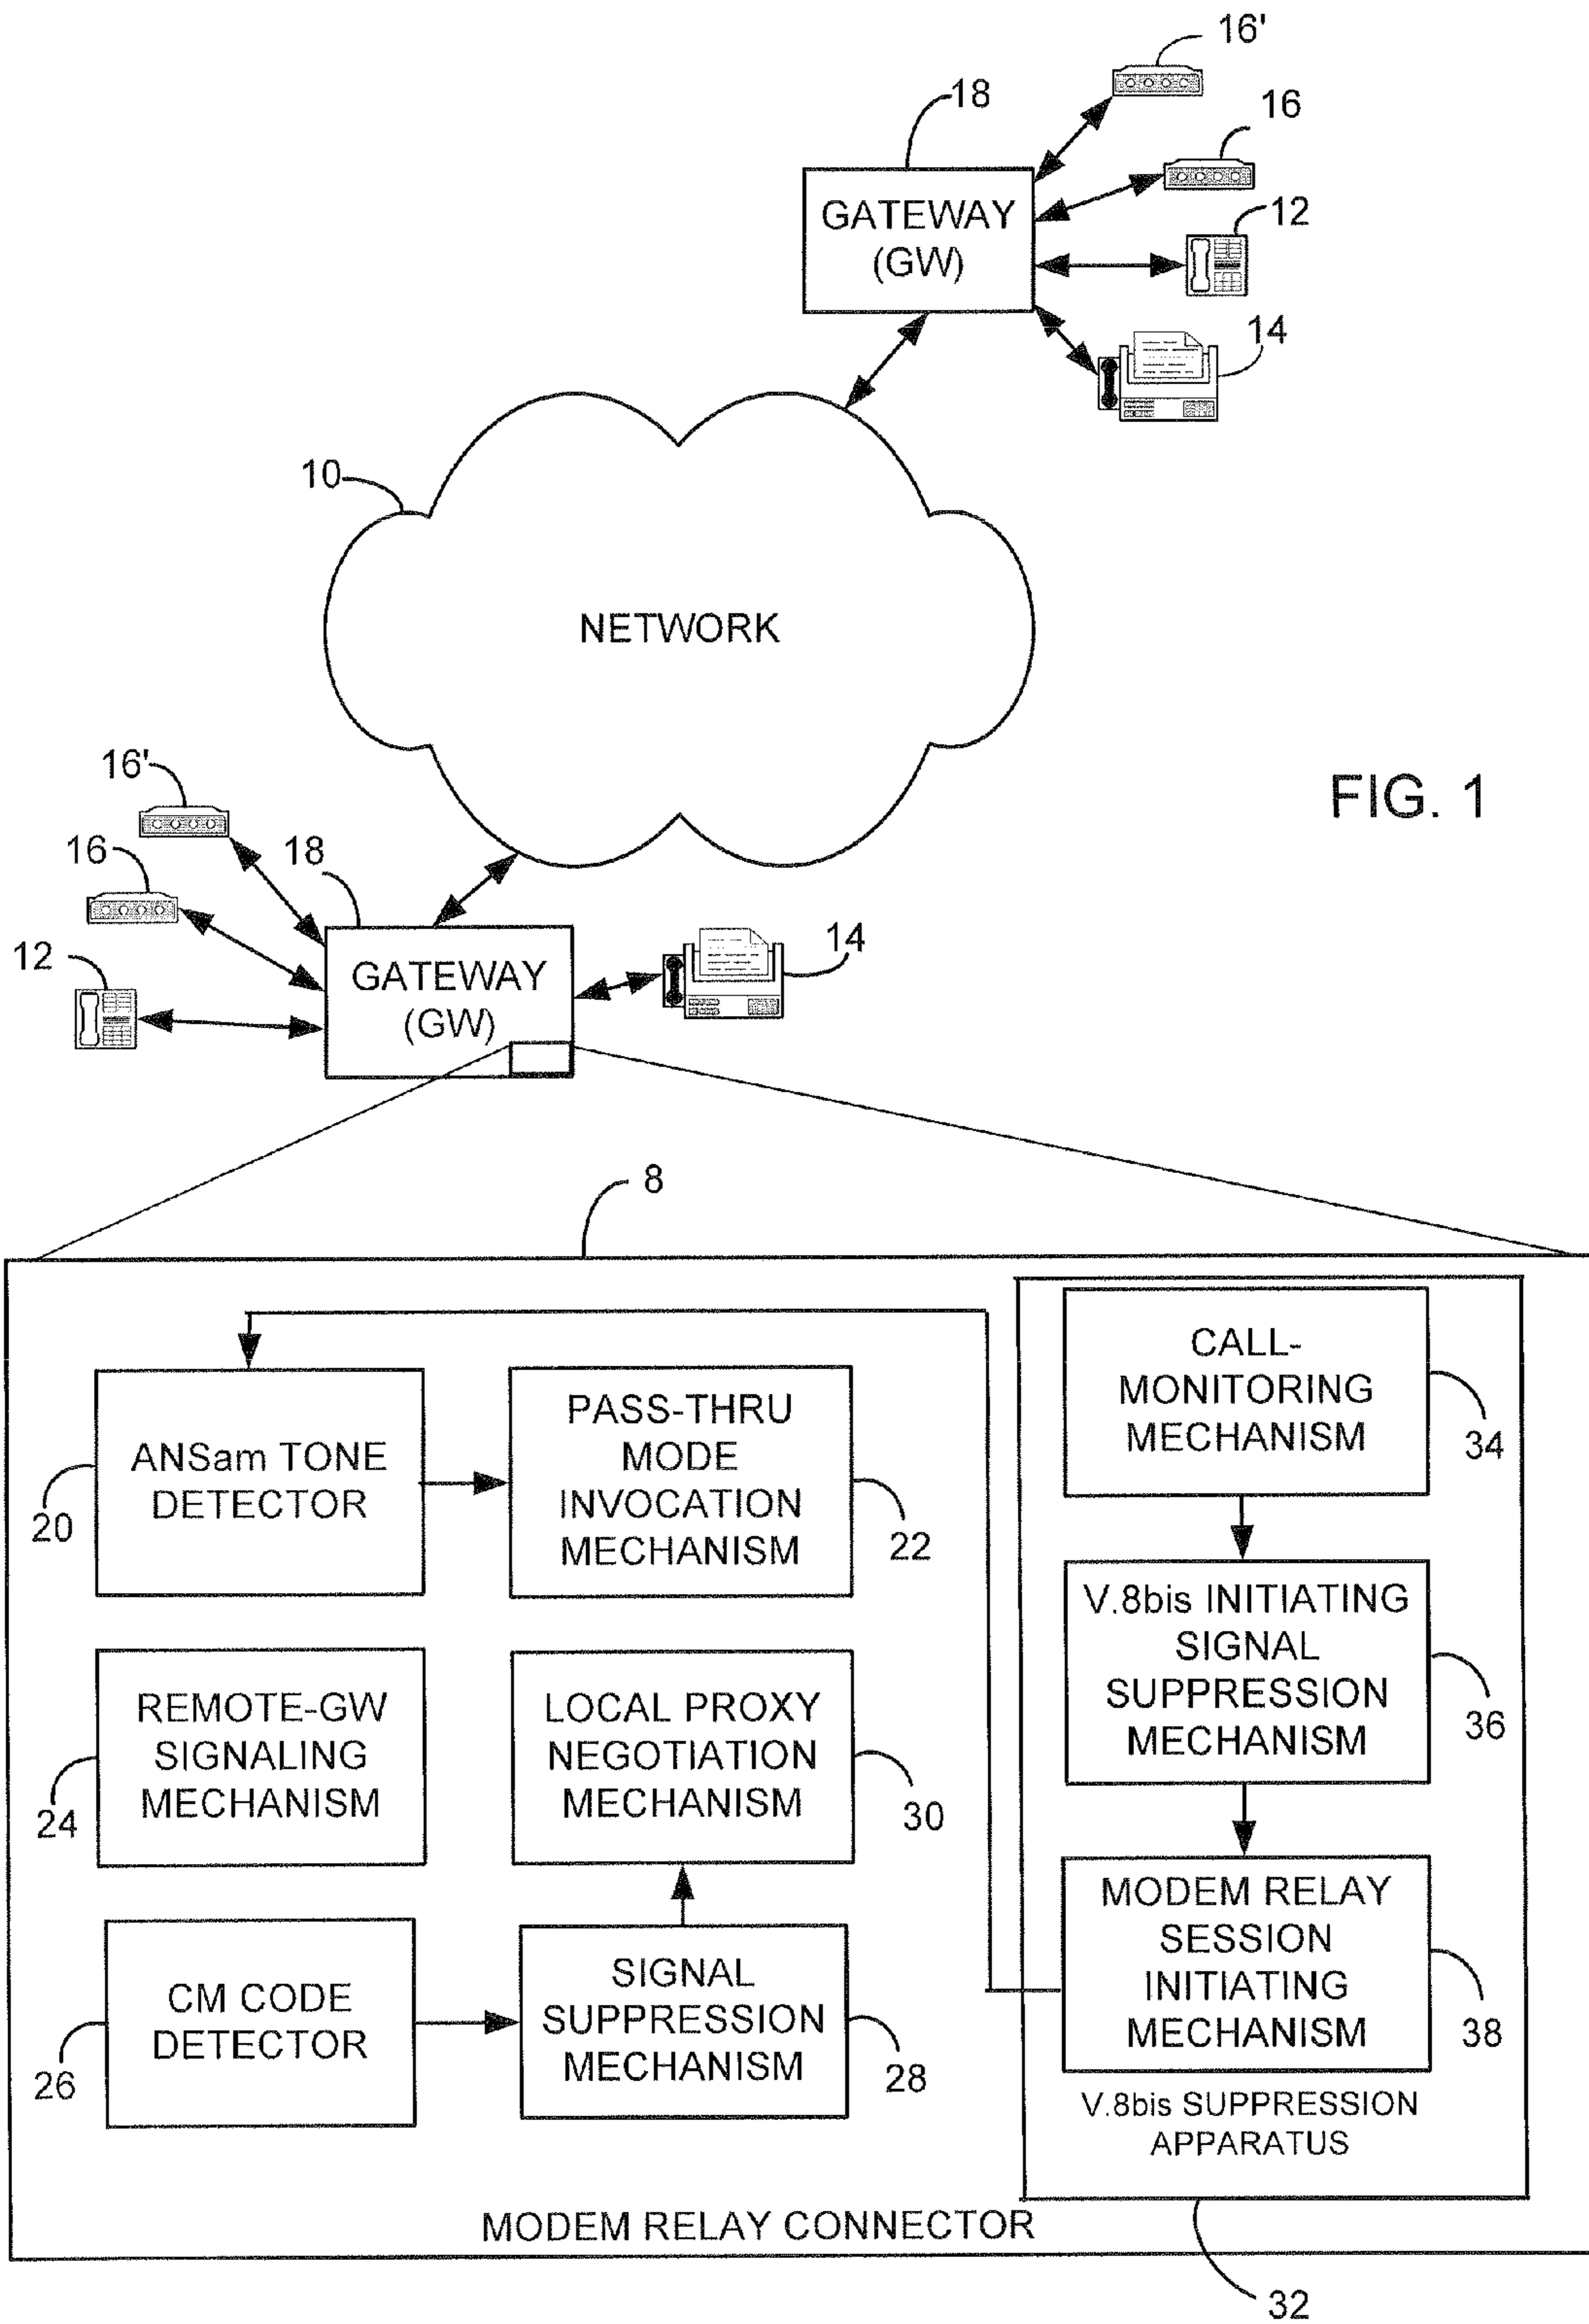 16'
18
16
GATEWAY
(GW)
12
14
10
NETWORK
16'
FIG. 1
16
18
12
GATEWAY
(GW)
14
8
CALL-
MONITORING
MECHANISM
34
PASS-THRU
MODE
INVOCATION
MECHANISM
ANSam TONE
DETECTOR
20
22
V.8bis INITIATING
SIGNAL
SUPPRESSION
MECHANISM
36
REMOTE-GW
SIGNALING
MECHANISM
24
LOCAL PROXY
NEGOTIATION
MECHANISM
30
MODEM RELAY
SESSION
INITIATING
MECHANISM
38
CM CODE
DETECTOR
26
SIGNAL
SUPPRESSION
MECHANISM
28
V.8bis SUPPRESSION
APPARATUS
MODEM RELAY CONNECTOR
32